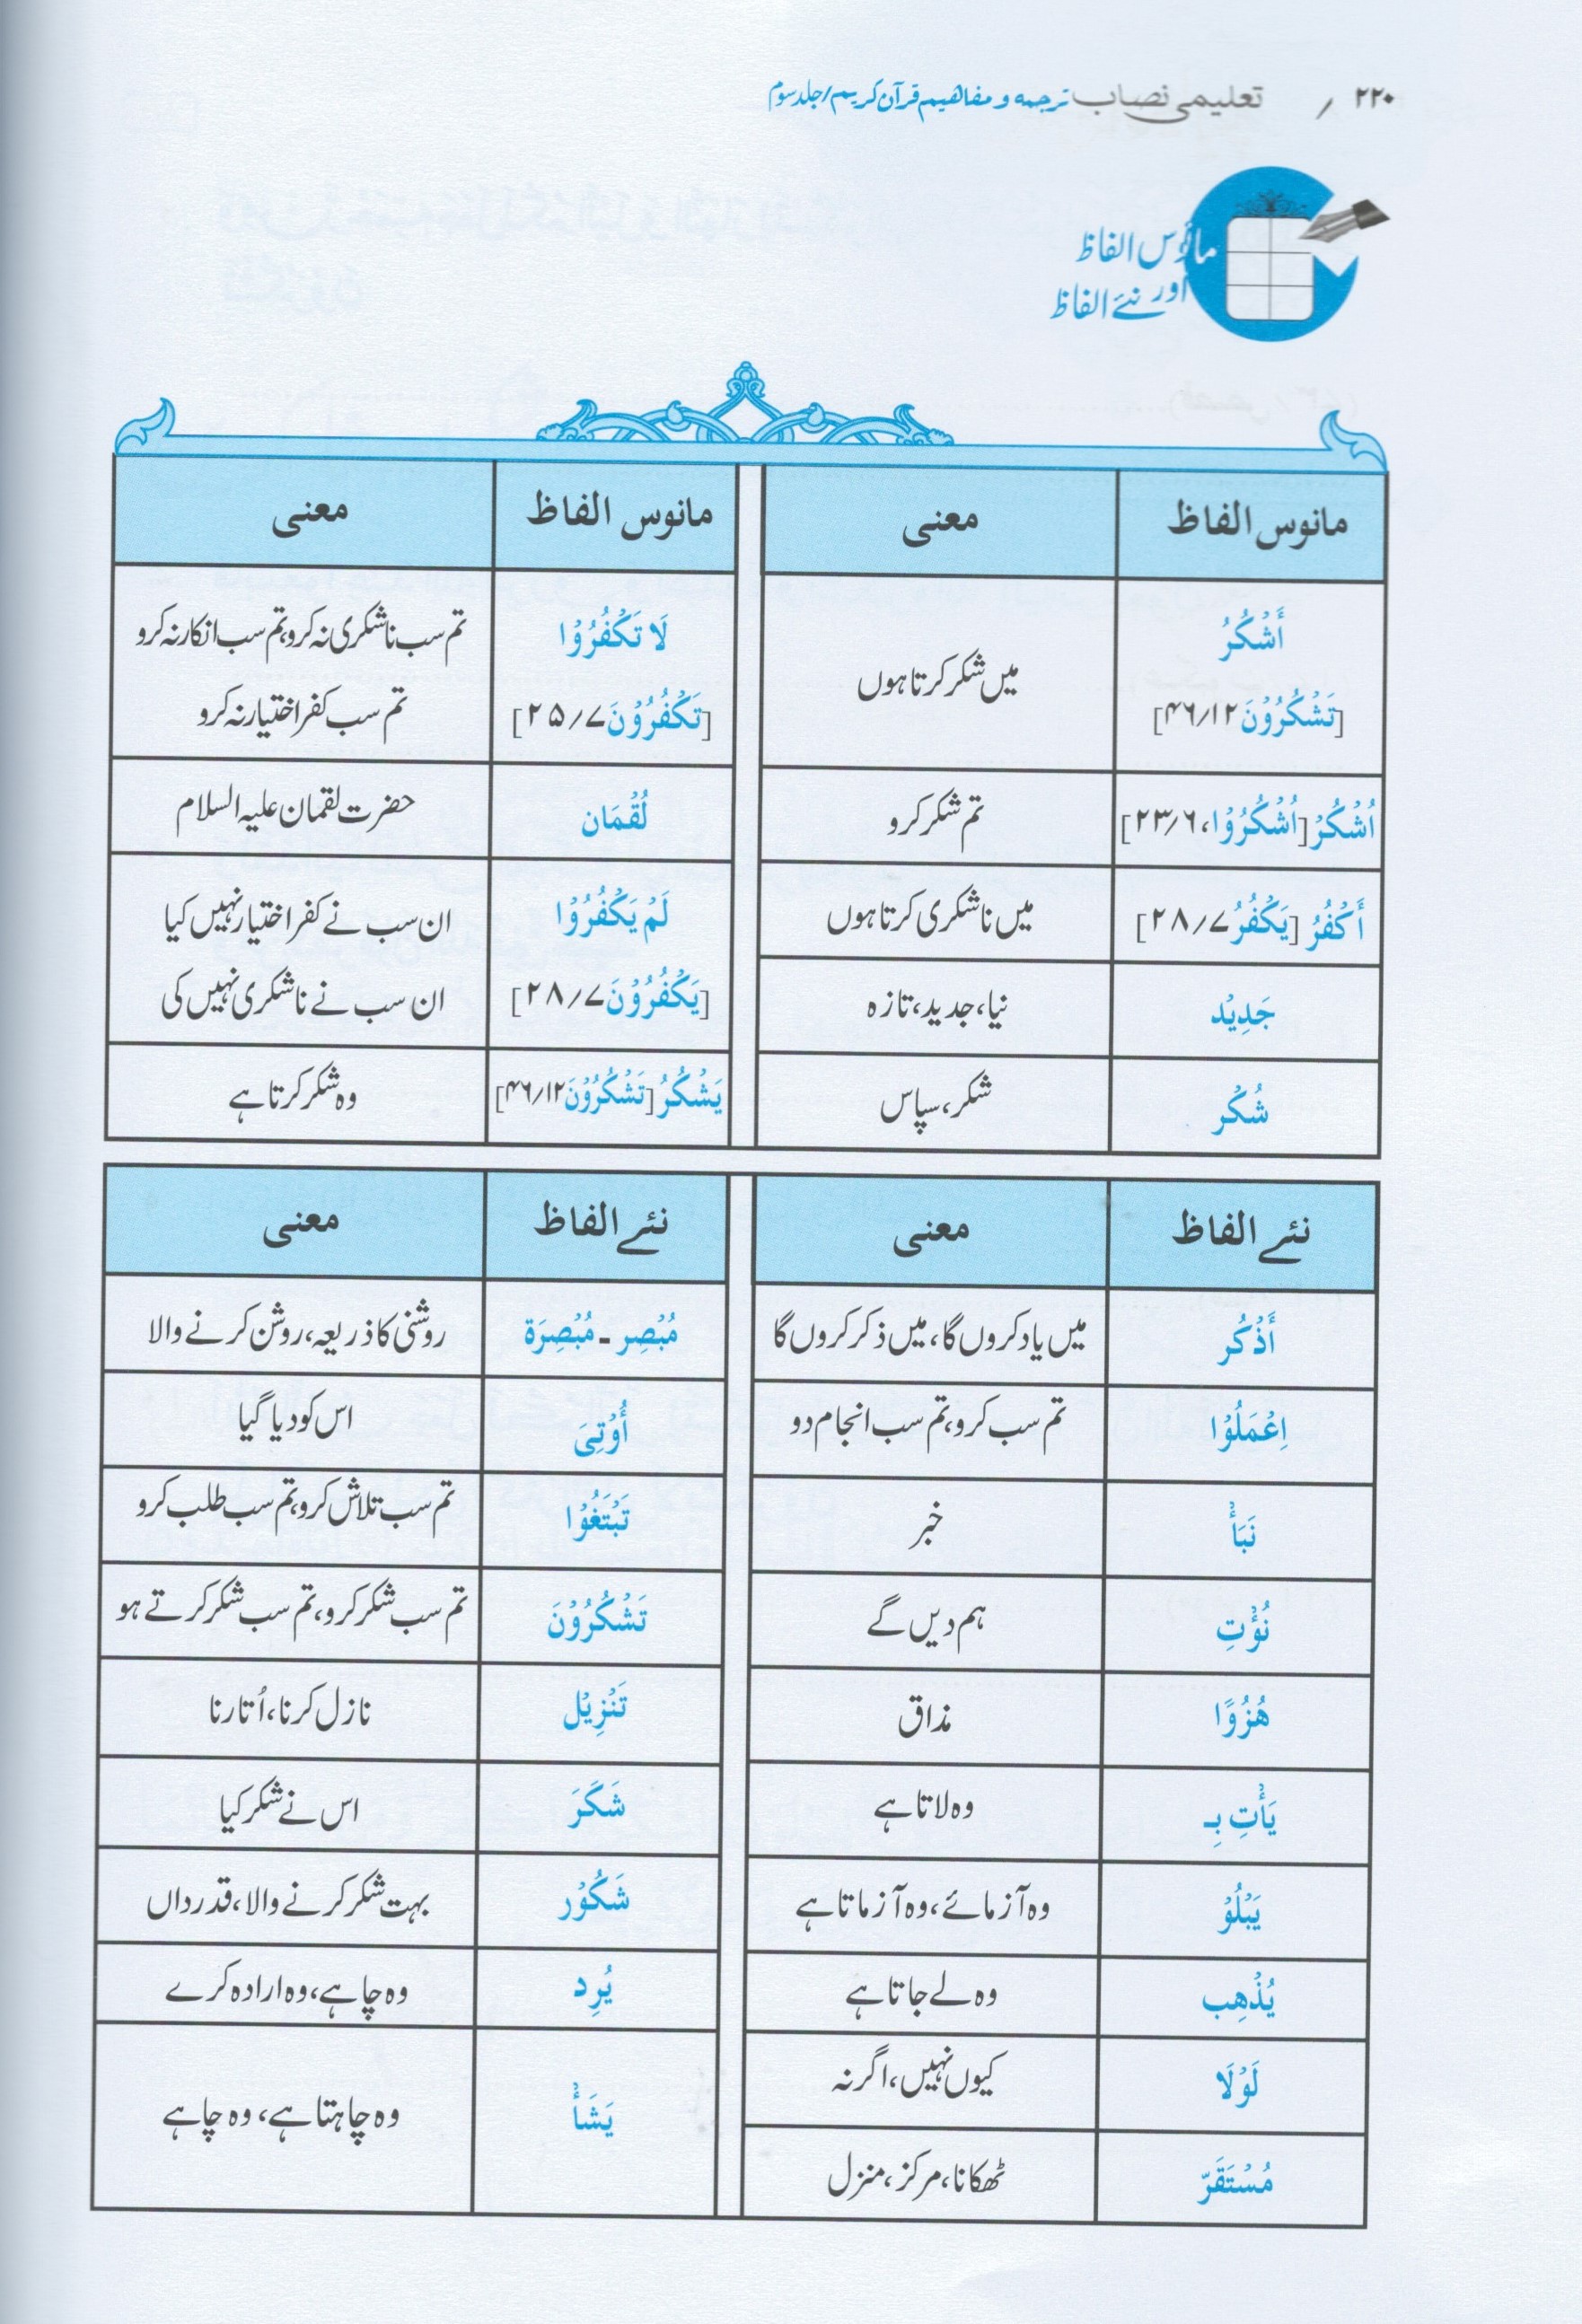 ۲۲۰ / تعلیمی نصاب ترجمہ و مفاہیم قرآن کریم/جلد سوم
مانوس الفاظ
اور نئے الفاظ
مانوس الفاظ معنی مانوس الفاظ معنی
أَشْكُرُ
[تَشْكُرُوْنَ ۴۶/۱۲]
میں شکر کرتا ہوں
لَا تَكْفُرُوْا
[تَكْفُرُوْنَ ۲۵/۷]
تم سب ناشکری نہ کرو، تم سب انکار نہ کرو
تم سب کفر اختیار نہ کرو
اُشْكُرْ [اُشْكُرُوْا، ۲۳/۶] تم شکر کرو
لُقْمَان حضرت لقمان علیہ السلام
أَكْفُرُ [يَكْفُرُ ۲۸/۷] میں ناشکری کرتا ہوں
لَمْ يَكْفُرُوْا
[يَكْفُرُوْنَ ۲۸/۷]
ان سب نے کفر اختیار نہیں کیا
ان سب نے ناشکری نہیں کی
جَدِيْد نیا، جدید، تازہ
شُكْر شکر، سپاس
يَشْكُرُ [تَشْكُرُوْنَ ۴۶/۱۲] وہ شکر کرتا ہے
نئے الفاظ معنی نئے الفاظ معنی
أَذْكُر میں یاد کروں گا، میں ذکر کروں گا مُبْصِر ـ مُبْصِرَة روشنی کا ذریعہ، روشن کرنے والا
اِعْمَلُوْا تم سب کرو، تم سب انجام دو أُوْتِيَ اس کو دیا گیا
نَبَأْ خبر تَبْتَغُوْا تم سب تلاش کرو، تم سب طلب کرو
نُؤْتِ ہم دیں گے تَشْكُرُوْنَ تم سب شکر کرو، تم سب شکر کرتے ہو
هُزُوًا مذاق تَنْزِيْل نازل کرنا، اُتارنا
يَأْتِ بِـ وہ لاتا ہے شَكَرَ اس نے شکر کیا
يَبْلُوْ وہ آزمائے، وہ آزماتا ہے شَكُوْر بہت شکر کرنے والا، قدرداں
يُذْهِب وہ لے جاتا ہے يُرِد وہ چاہے، وہ ارادہ کرے
لَوْلَا کیوں نہیں، اگر نہ يَشَأْ وہ چاہتا ہے، وہ چاہے
مُسْتَقَرّ ٹھکانا، مرکز، منزل